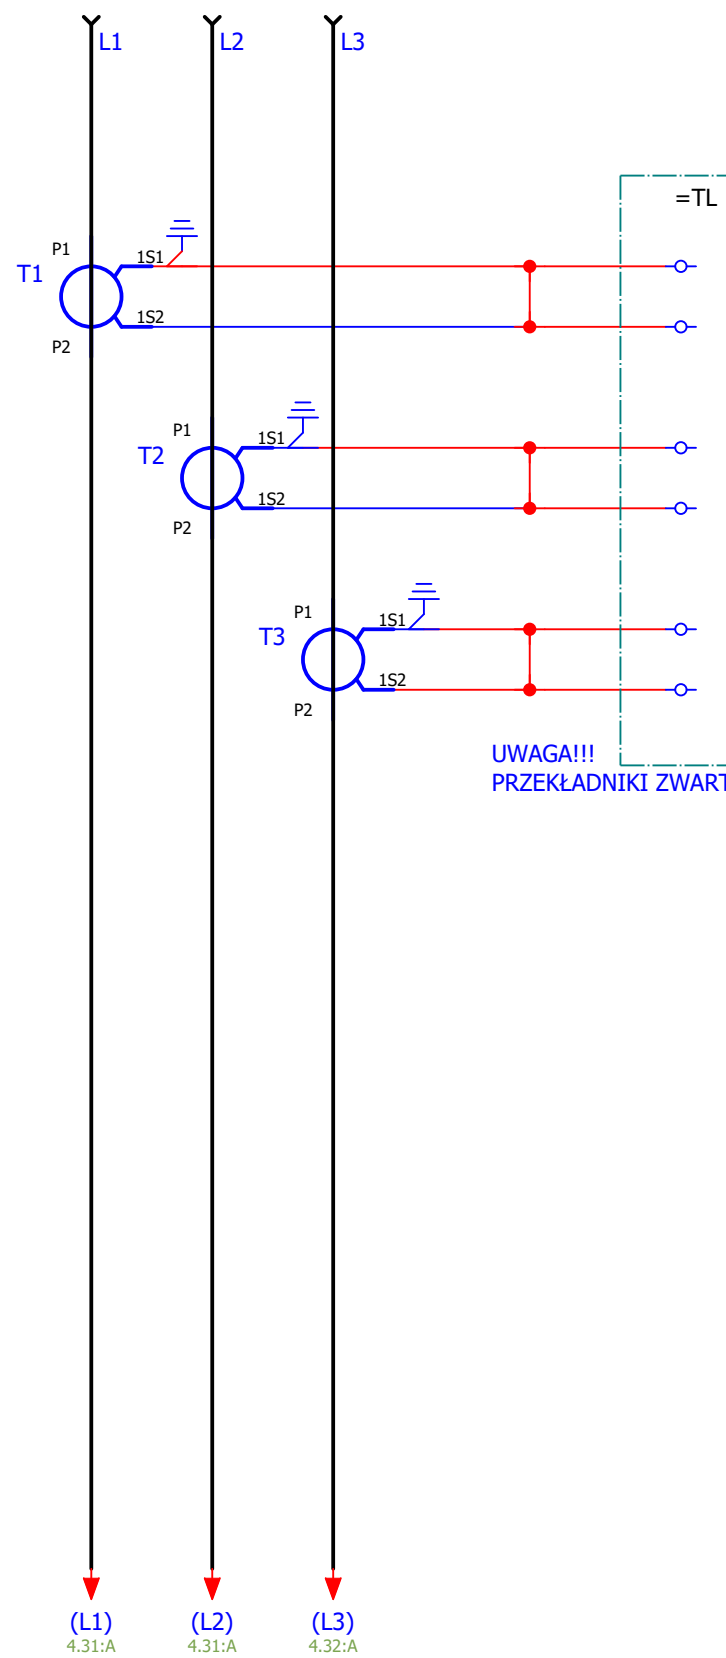 L1
L2
L3
=TL
P1
1S1
T1
1S2
P2
P1
1S1
T2
1S2
P2
P1
1S1
T3
1S2
P2
UWAGA!!!
PRZEKŁADNIKI ZWART
(L1)
(L2)
(L3)
4.31:A
4.31:A
4.32:A